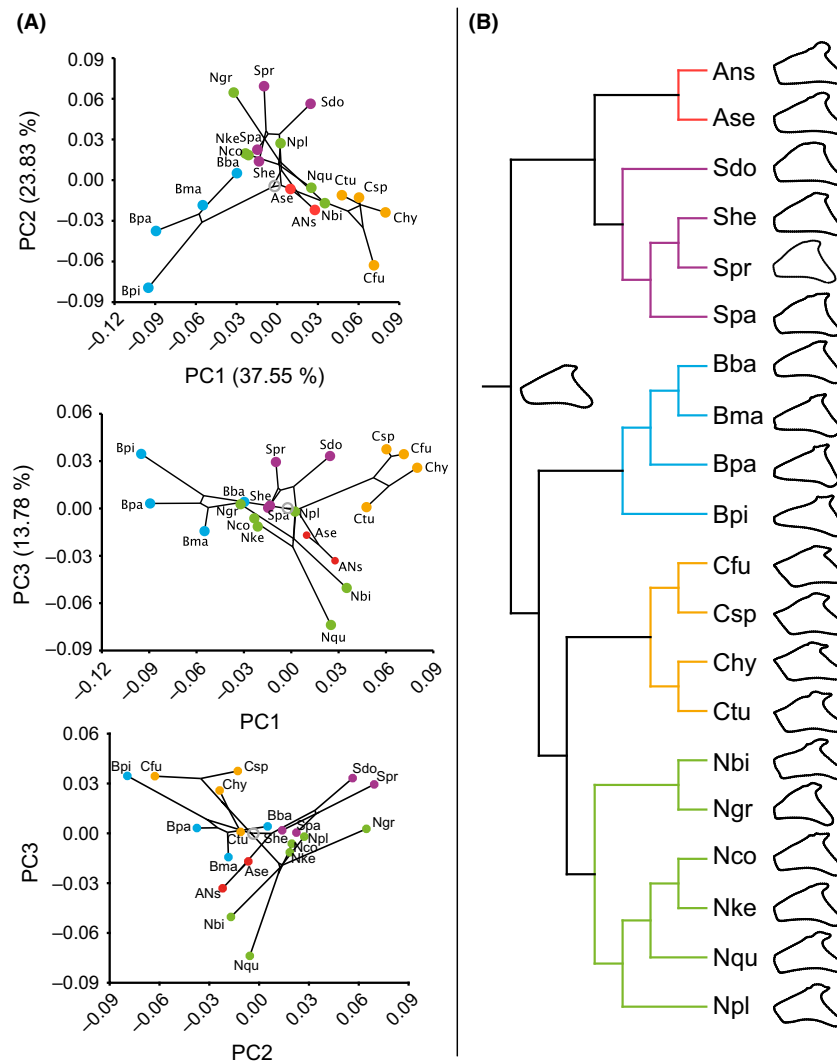 (A)
0.09
0.06
0.03
0.00
–0.03
–0.06
–0.09
PC2 (23.83 %)
Ngr
Spr
Sdo
Nke
Spa
Npl
Nco
Bba
She
Nqu
Ctu
Csp
Bma
Ase
ANs
Nbi
Chy
Bpa
Cfu
Bpi
–0.12
–0.09
–0.06
–0.03
0.00
0.03
0.06
0.09
PC1 (37.55 %)
0.06
0.03
0.00
–0.03
–0.06
–0.09
PC3 (13.78 %)
Bpi
Spr
Sdo
Csp
Cfu
Chy
Bpa
Bba
She
Ngr
Spa
Npl
Ctu
Nco
Bma
Nke
Ase
ANs
Nbi
Nqu
–0.12
–0.09
–0.06
–0.03
0.00
0.03
0.06
0.09
PC1
0.06
0.03
0.00
–0.03
–0.06
–0.09
PC3
Bpi
Cfu
Csp
Sdo
Spr
Chy
Bba
Bpa
Ctu
She
Spa
Npl
Ngr
Nco
Bma
Ase
Nke
ANs
Nbi
Nqu
–0.09
–0.06
–0.03
0.00
0.03
0.06
0.09
PC2
(B)
Ans
Ase
Sdo
She
Spr
Spa
Bba
Bma
Bpa
Bpi
Cfu
Csp
Chy
Ctu
Nbi
Ngr
Nco
Nke
Nqu
Npl